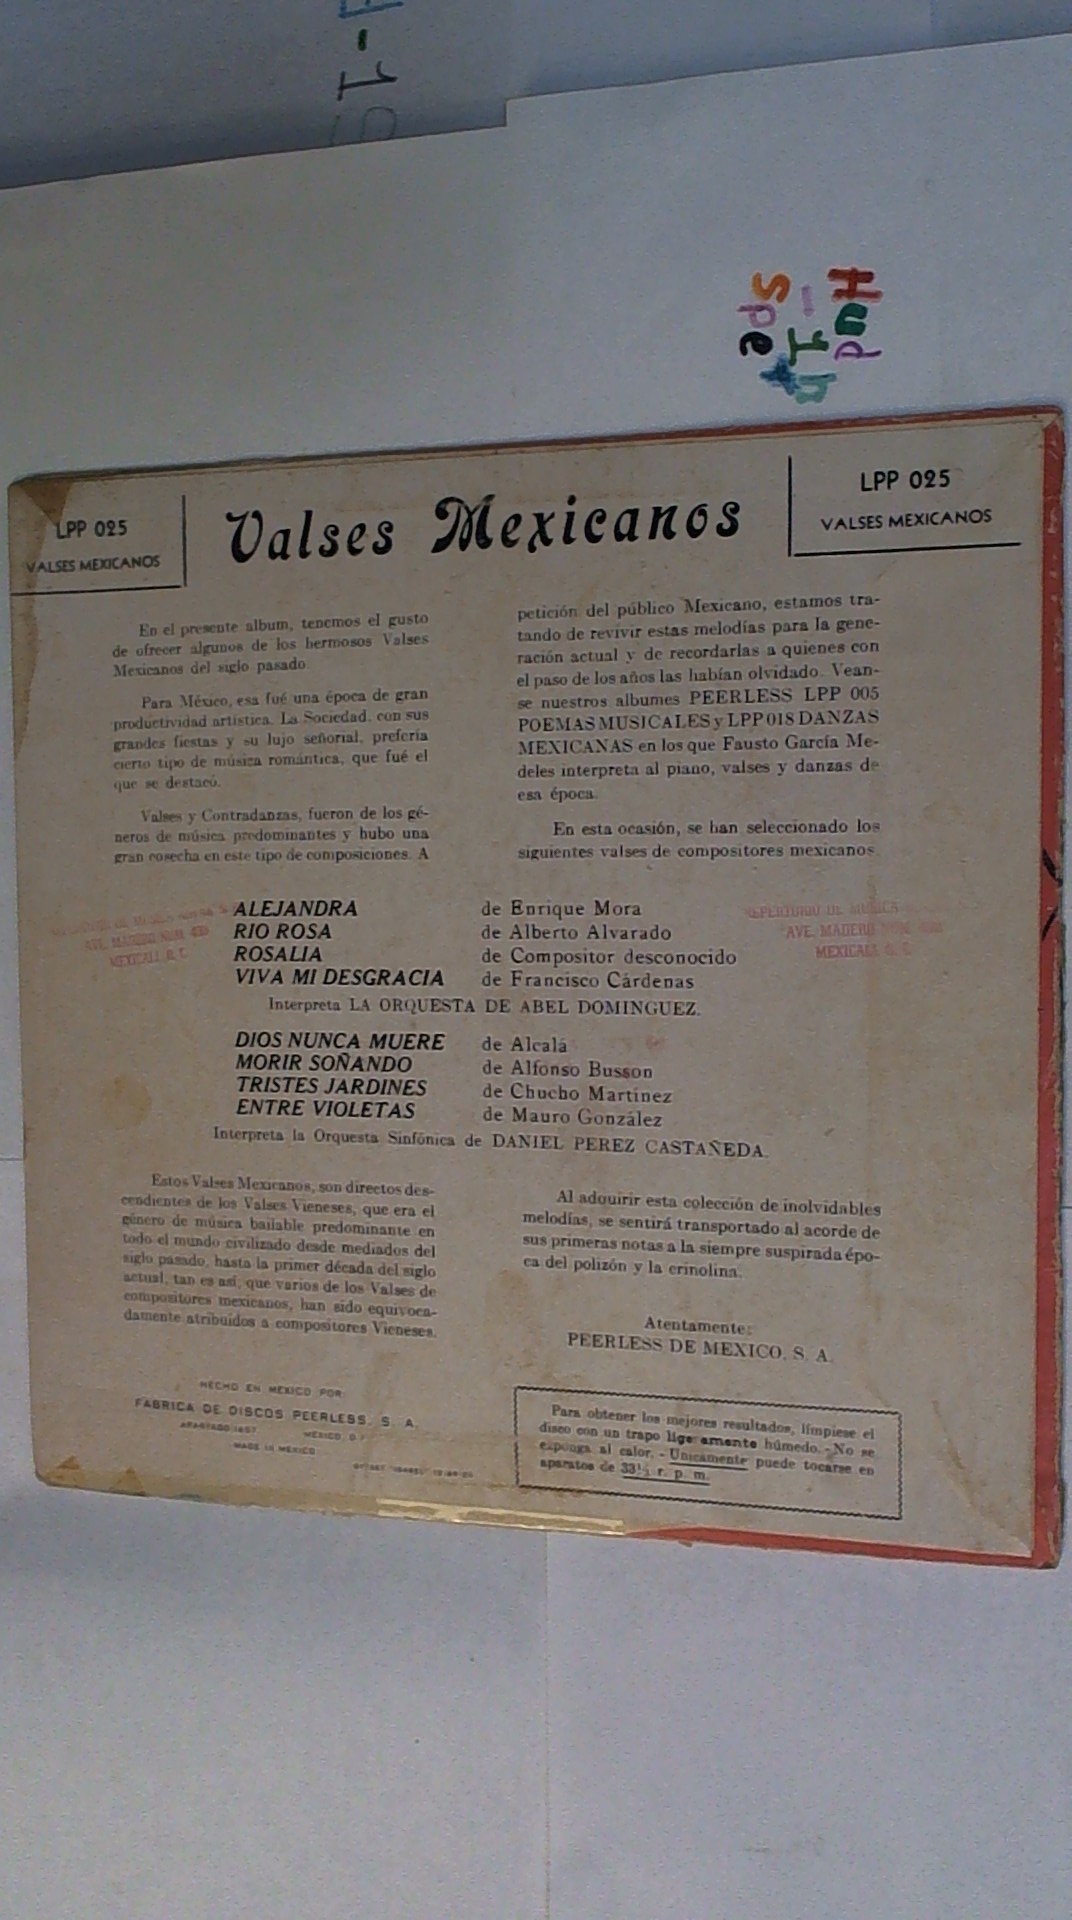 LPP 025
VALSES MEXICANOS
Valses Mexicanos
LPP 025
VALSES MEXICANOS
En el presente album, tenemos el gusto
de ofrecer algunos de los hermosos Valses
Mexicanos del siglo pasado
Para México, esa fué una época de gran
productividad artística. La Sociedad, con sus
grandes fiestas y su lujo señorial, prefería
cierto tipo de música romántica, que fué el
que se destacó.
Valses y Contradanzas, fueron de los gé-
neros de música predominantes y hubo una
gran cosecha en este tipo de composiciones. A
petición del público Mexicano, estamos tra-
tando de revivir estas melodías para la gene-
ración actual y de recordarlas a quienes con
el paso de los años las habían olvidado. Vean-
se nuestros albumes PEERLESS LPP 005
POEMAS MUSICALES y LPP 018 DANZAS
MEXICANAS en los que Fausto García Me-
deles interpreta al piano, valses y danzas de
esa época.
En esta ocasión, se han seleccionado los
siguientes valses de compositores mexicanos.
ALEJANDRA de Enrique Mora
RIO ROSA de Alberto Alvarado
ROSALIA de Compositor desconocido
VIVA MI DESGRACIA de Francisco Cárdenas
Interpreta LA ORQUESTA DE ABEL DOMINGUEZ.
DIOS NUNCA MUERE de Alcalá
MORIR SOÑANDO de Alfonso Busson
TRISTES JARDINES de Chucho Martínez
ENTRE VIOLETAS de Mauro González
Interpreta la Orquesta Sinfónica de DANIEL PEREZ CASTAÑEDA.
REPERTORIO DE MUSICA
AVE. MADERO NUM
MEXICALI
AVE. MADERO NUM
MEXICALI
Estos Valses Mexicanos, son directos des-
cendientes de los Valses Vieneses, que era el
género de música bailable predominante en
todo el mundo civilizado desde mediados del
siglo pasado, hasta la primer década del siglo
actual, tan es así, que varios de los Valses de
compositores mexicanos, han sido equivoca-
damente atribuidos a compositores Vieneses.
Al adquirir esta colección de inolvidables
melodías, se sentirá transportado al acorde de
sus primeras notas a la siempre suspirada épo-
ca del polizón y la crinolina.
Atentamente:
PEERLESS DE MEXICO, S. A.
HECHO EN MEXICO POR:
FABRICA DE DISCOS PEERLESS, S. A.
APARTADO 1457 MEXICO, D. F.
MADE IN MEXICO
OFFSET "ISABEL"
Para obtener los mejores resultados, límpiese el
disco con un trapo ligeramente húmedo. - No se
exponga al calor. - Unicamente puede tocarse en
aparatos de 33⅓ r. p. m.
Hund
-1h
spe